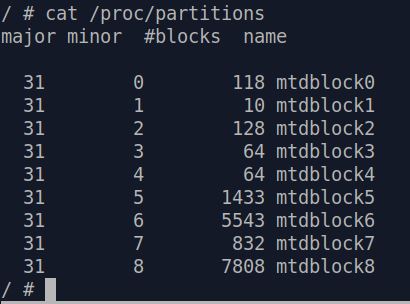 / # cat /proc/partitions
major minor  #blocks  name

  31        0        118 mtdblock0
  31        1         10 mtdblock1
  31        2        128 mtdblock2
  31        3         64 mtdblock3
  31        4         64 mtdblock4
  31        5       1433 mtdblock5
  31        6       5543 mtdblock6
  31        7        832 mtdblock7
  31        8       7808 mtdblock8
/ #